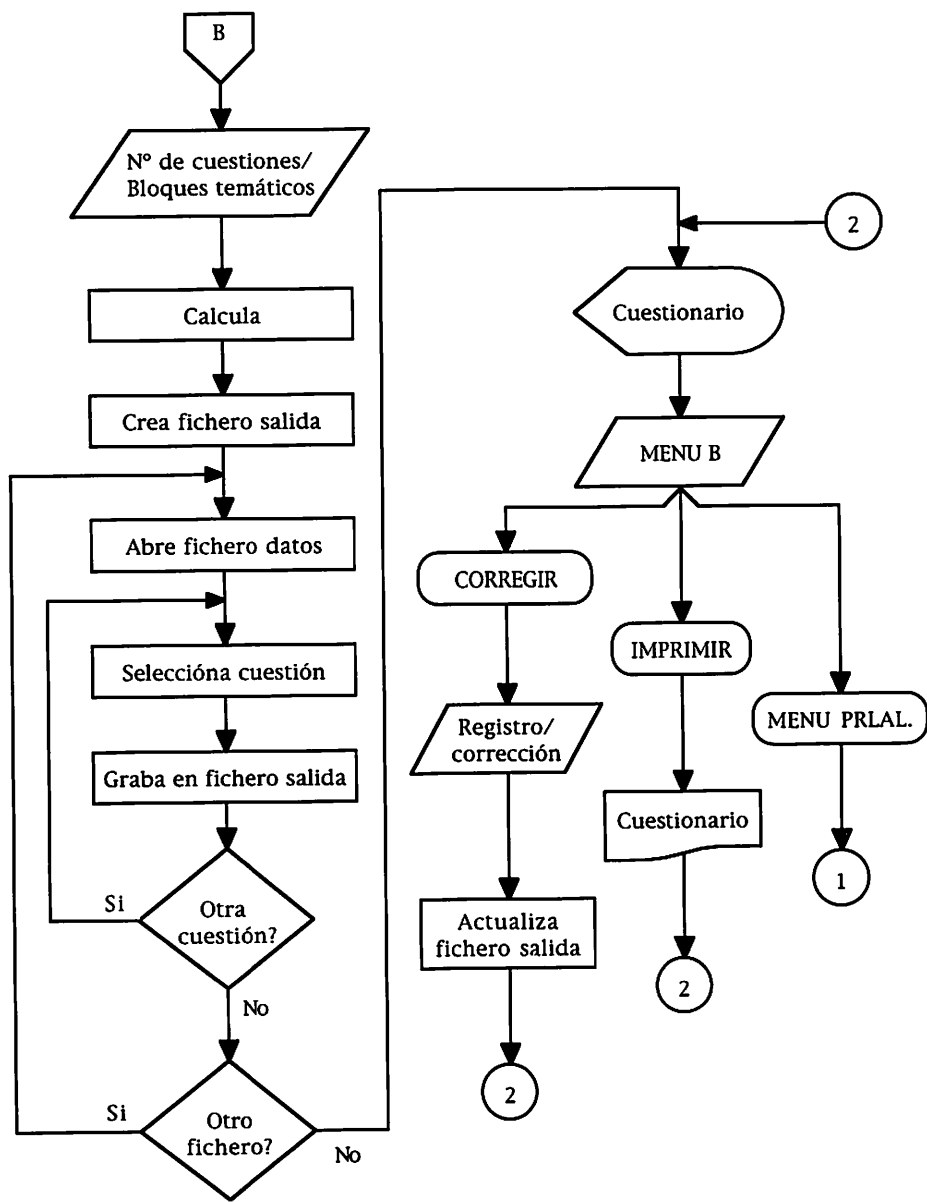 B
Nº de cuestiones/
Bloques temáticos
Calcula
Crea fichero salida
Abre fichero datos
Seleccióna cuestión
Graba en fichero salida
Otra
cuestión?
Si
No
Otro
fichero?
Si
No
2
Cuestionario
MENU B
CORREGIR
Registro/
corrección
Actualiza
fichero salida
2
IMPRIMIR
Cuestionario
2
MENU PRLAL.
1